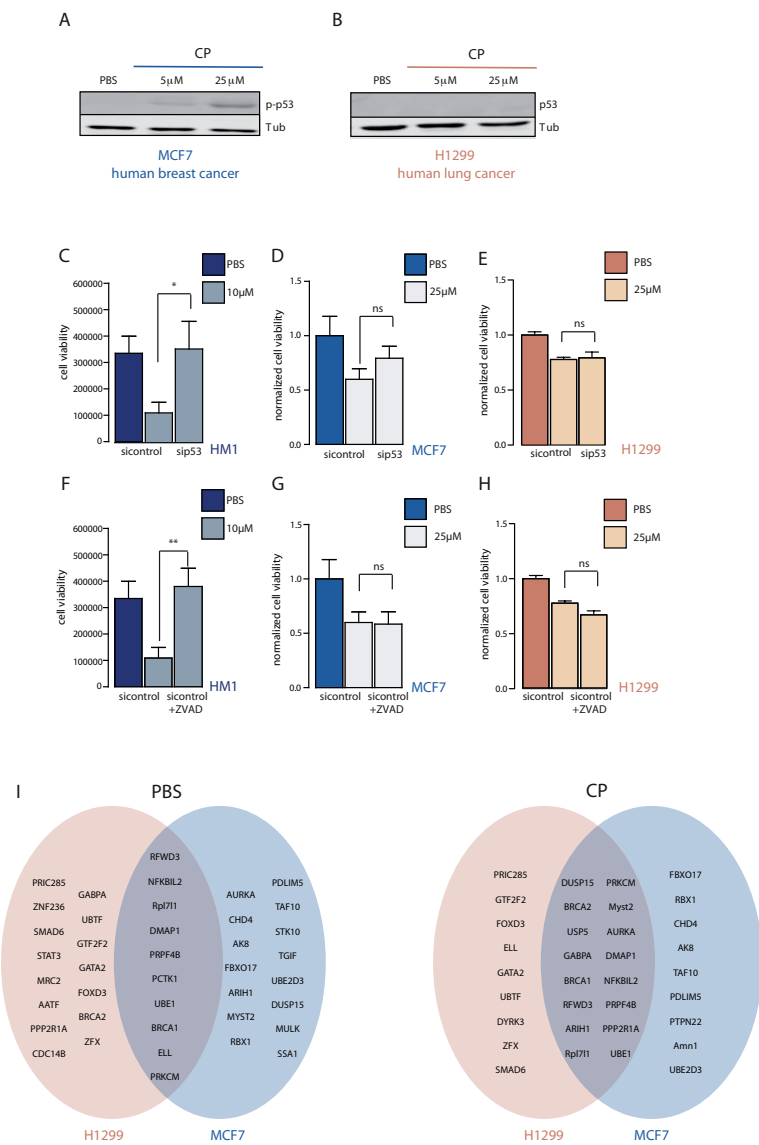 A
CP
PBS
5μM
25μM
p-p53
Tub
MCF7
human breast cancer
B
CP
PBS
5μM
25μM
p53
Tub
H1299
human lung cancer
C
PBS
10μM
cell viability
600000
500000
400000
300000
200000
100000
0
*
sicontrol
sip53
HM1
D
PBS
25μM
normalized cell viability
1.5
1.0
0.5
0.0
ns
sicontrol
sip53
MCF7
E
PBS
25μM
normalized cell viability
1.5
1.0
0.5
0.0
ns
sicontrol
sip53
H1299
F
PBS
10μM
cell viability
600000
500000
400000
300000
200000
100000
0
**
sicontrol
sicontrol
+ZVAD
HM1
G
PBS
25μM
normalized cell viability
1.5
1.0
0.5
0.0
ns
sicontrol
sicontrol
+ZVAD
MCF7
H
PBS
25μM
normalized cell viability
1.5
1.0
0.5
0.0
ns
sicontrol
sicontrol
+ZVAD
H1299
I
PBS
PRIC285
ZNF236
SMAD6
STAT3
MRC2
AATF
PPP2R1A
CDC14B
GABPA
UBTF
GTF2F2
GATA2
FOXD3
BRCA2
ZFX
RFWD3
NFKBIL2
Rpl7l1
DMAP1
PRPF4B
PCTK1
UBE1
BRCA1
ELL
PRKCM
AURKA
CHD4
AK8
FBXO17
ARIH1
MYST2
RBX1
PDLIM5
TAF10
STK10
TGIF
UBE2D3
DUSP15
MULK
SSA1
H1299
MCF7
CP
PRIC285
GTF2F2
FOXD3
ELL
GATA2
UBTF
DYRK3
ZFX
SMAD6
DUSP15
BRCA2
USP5
GABPA
BRCA1
RFWD3
ARIH1
Rpl7l1
PRKCM
Myst2
AURKA
DMAP1
NFKBIL2
PRPF4B
PPP2R1A
UBE1
FBXO17
RBX1
CHD4
AK8
TAF10
PDLIM5
PTPN22
Amn1
UBE2D3
H1299
MCF7